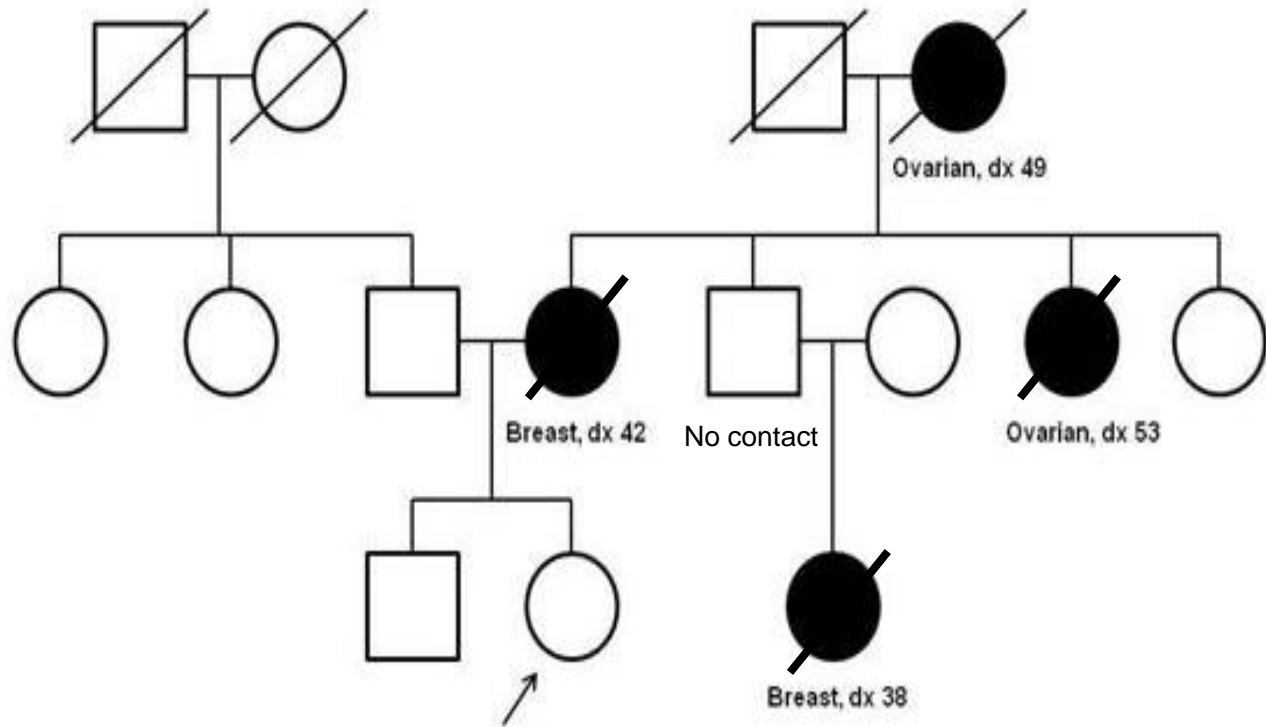 Ovarian, dx 49
Breast, dx 42
No contact
Ovarian, dx 53
Breast, dx 38